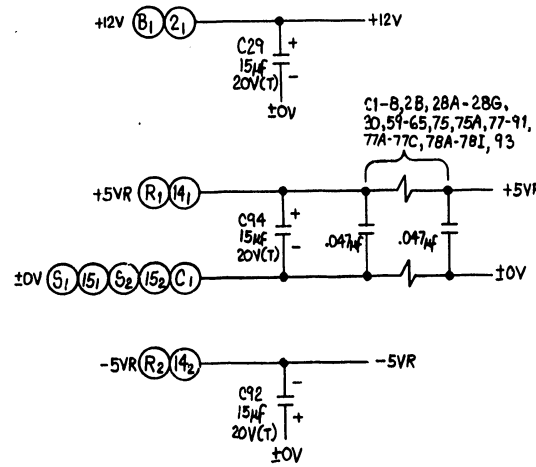 +12V B1 21 +12V
C29
15µf
20V(T)
+
−
±0V
C1-8, 2B, 28A-28G,
30, 59-65, 75, 75A, 77-91,
77A-77C, 78A-78I, 93
+5VR R1 141 +5VR
C94
15µf
20V(T)
+
−
.047µf
.047µf
±0V S1 151 S2 152 C1 ±0V
-5VR R2 142 -5VR
C92
15µf
20V(T)
−
+
±0V